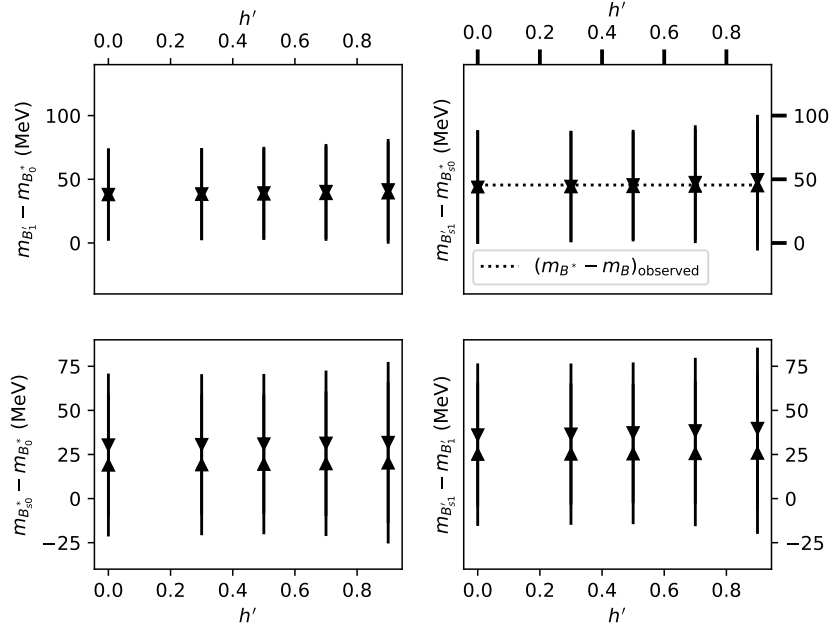 h′ h′
0.0 0.2 0.4 0.6 0.8 0.0 0.2 0.4 0.6 0.8
m_{B′_1} − m_{B^*_0} (MeV)
100
50
0
m_{B′_{s1}} − m_{B^*_{s0}} (MeV)
100
50
0
(m_{B^*} − m_B)_{observed}
m_{B^*_{s0}} − m_{B^*_0} (MeV)
75
50
25
0
−25
m_{B′_{s1}} − m_{B′_1} (MeV)
75
50
25
0
−25
0.0 0.2 0.4 0.6 0.8 0.0 0.2 0.4 0.6 0.8
h′ h′